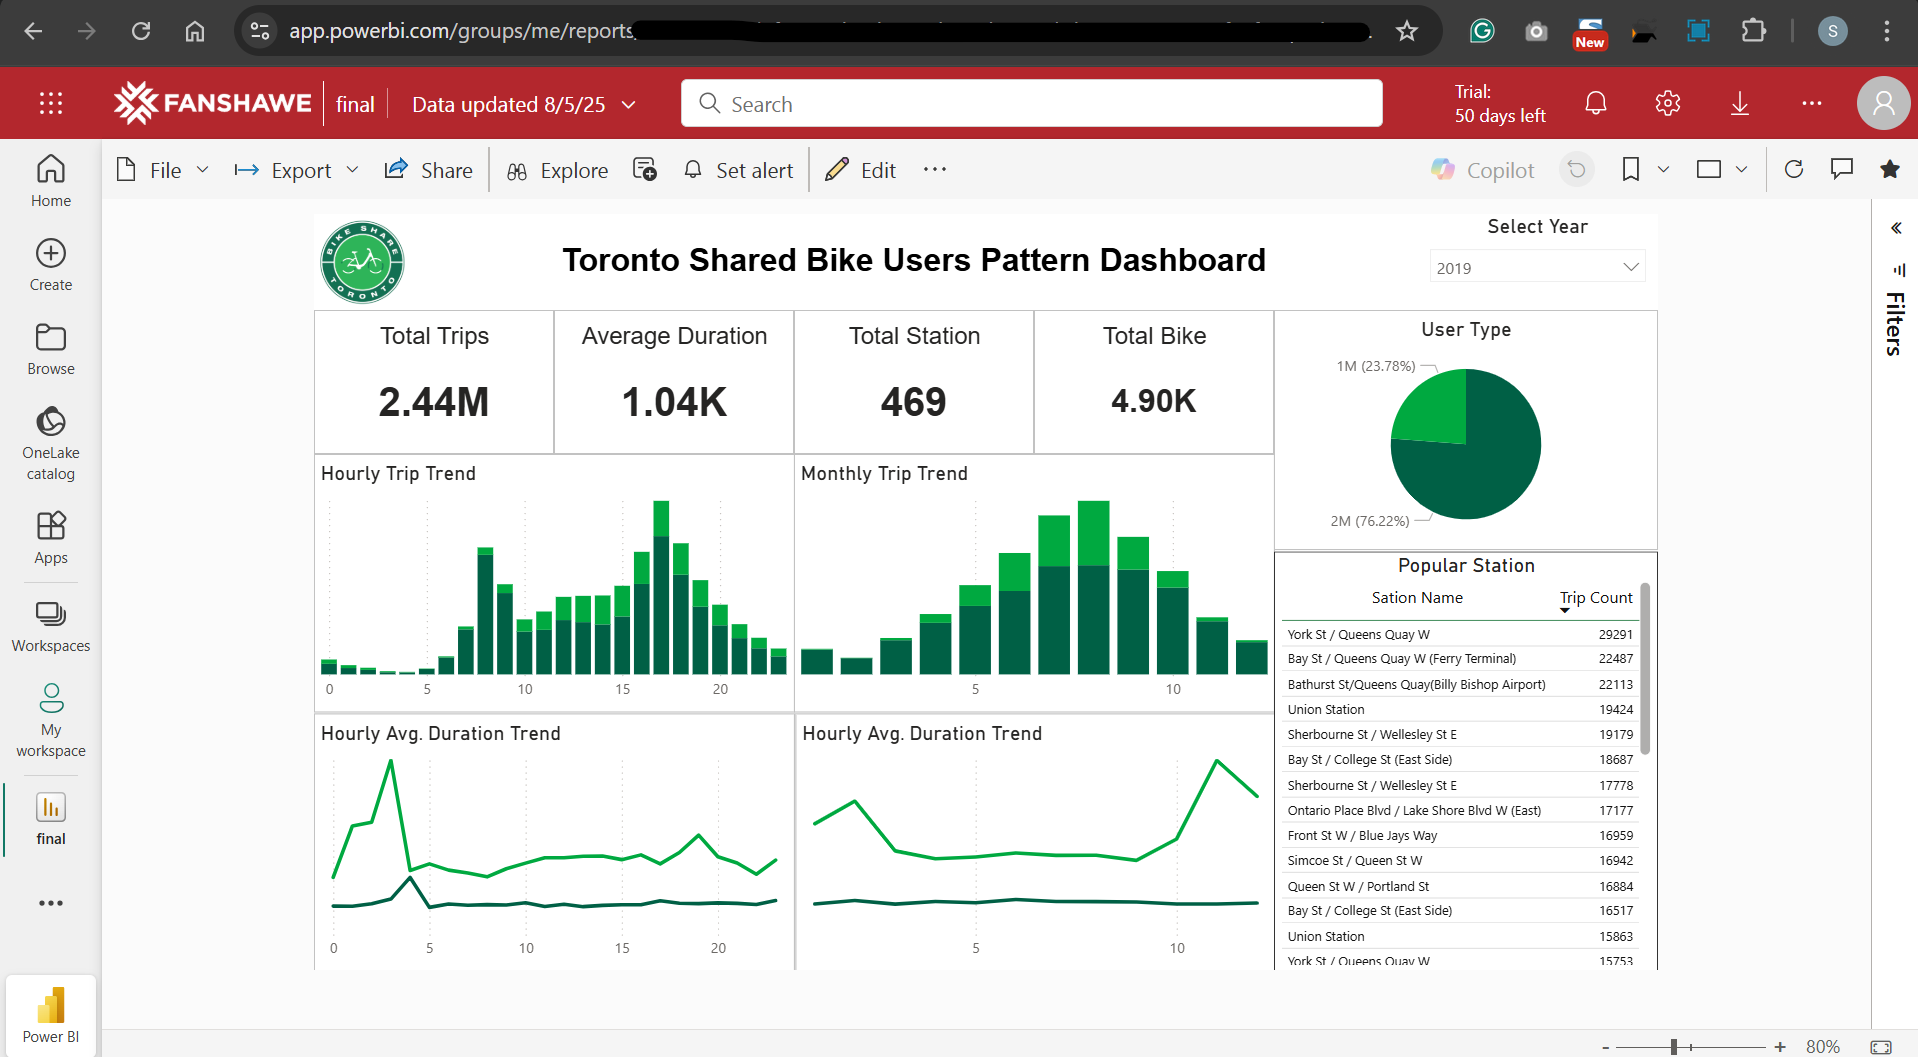 app.powerbi.com/groups/me/reports
New
S
FANSHAWE
final
Data updated 8/5/25
Search
Trial:
50 days left
File
Export
Share
Explore
Set alert
Edit
Copilot
Home
Create
Browse
OneLake
catalog
Apps
Workspaces
My
workspace
final
Power BI
BIKE SHARE
TORONTO
Toronto Shared Bike Users Pattern Dashboard
Select Year
2019
Total Trips
2.44M
Average Duration
1.04K
Total Station
469
Total Bike
4.90K
User Type
1M (23.78%)
2M (76.22%)
Hourly Trip Trend
0 5 10 15 20
Monthly Trip Trend
5 10
Hourly Avg. Duration Trend
0 5 10 15 20
Hourly Avg. Duration Trend
5 10
Popular Station
Sation Name Trip Count
York St / Queens Quay W 29291
Bay St / Queens Quay W (Ferry Terminal) 22487
Bathurst St/Queens Quay(Billy Bishop Airport) 22113
Union Station 19424
Sherbourne St / Wellesley St E 19179
Bay St / College St (East Side) 18687
Sherbourne St / Wellesley St E 17778
Ontario Place Blvd / Lake Shore Blvd W (East) 17177
Front St W / Blue Jays Way 16959
Simcoe St / Queen St W 16942
Queen St W / Portland St 16884
Bay St / College St (East Side) 16517
Union Station 15863
York St / Queens Quay W 15753
Filters
80%